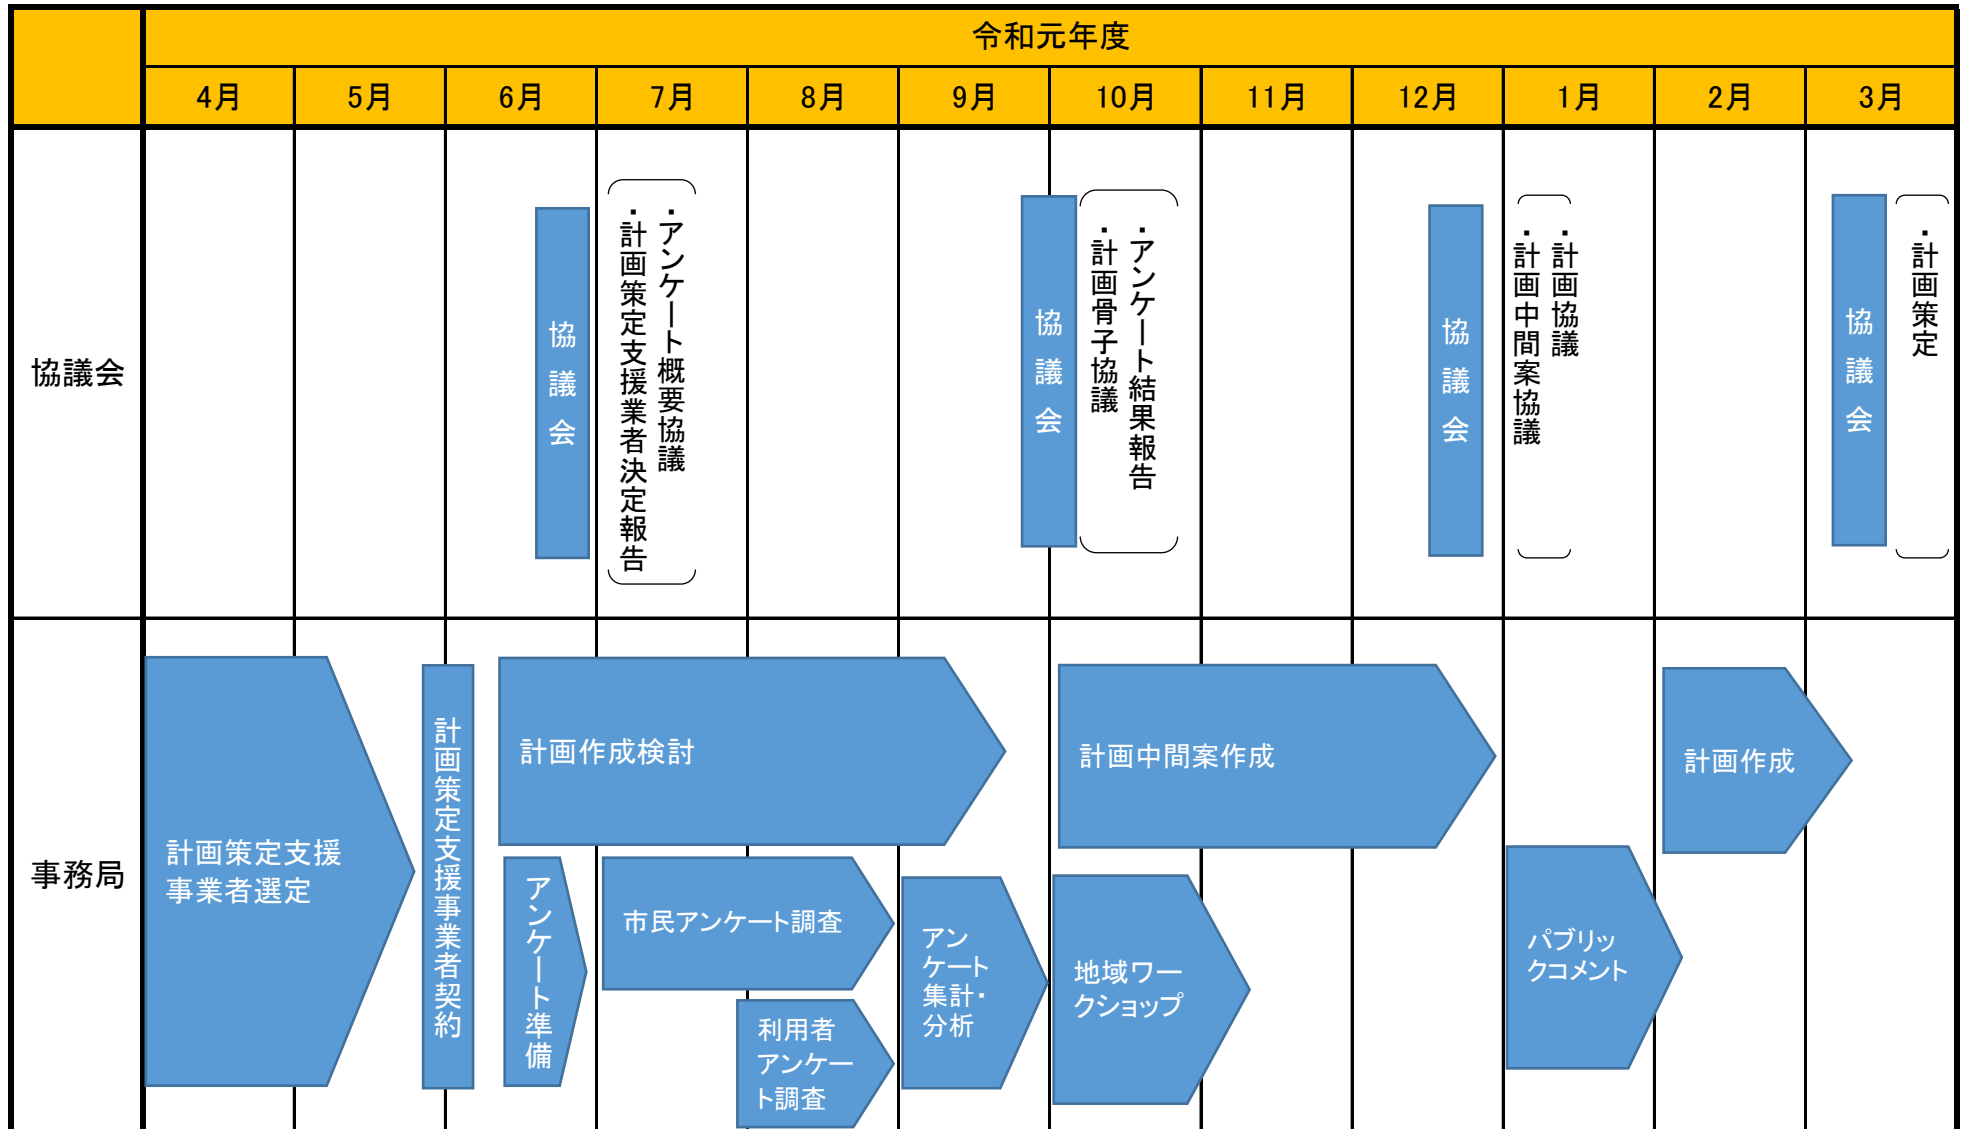 令和元年度
4月
5月
6月
7月
8月
9月
10月
11月
12月
1月
2月
3月
協議会
協議会
・アンケート概要協議
・計画策定支援業者決定報告
協議会
・アンケート結果報告
・計画骨子協議
協議会
・計画協議
・計画中間案協議
協議会
・計画策定
事務局
計画策定支援
事業者選定
計画策定支援事業者契約
計画作成検討
アンケート準備
市民アンケート調査
利用者
アンケー
ト調査
アン
ケート
集計・
分析
計画中間案作成
地域ワー
クショップ
パブリッ
クコメント
計画作成